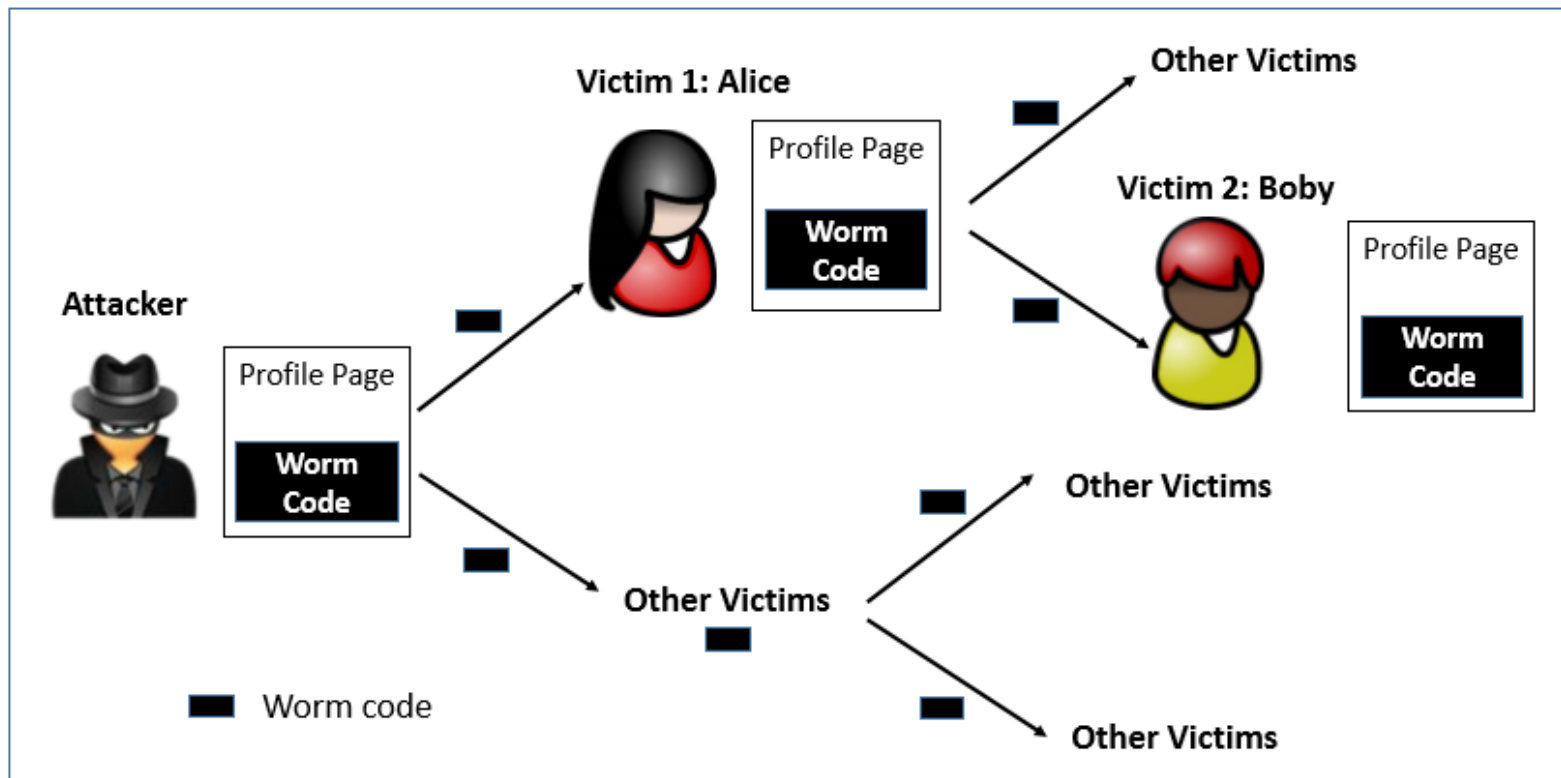 Other Victims
Victim 1: Alice
Profile Page
Worm
Code
Victim 2: Boby
Profile Page
Worm
Code
Attacker
Profile Page
Worm
Code
Other Victims
Other Victims
Worm code
Other Victims